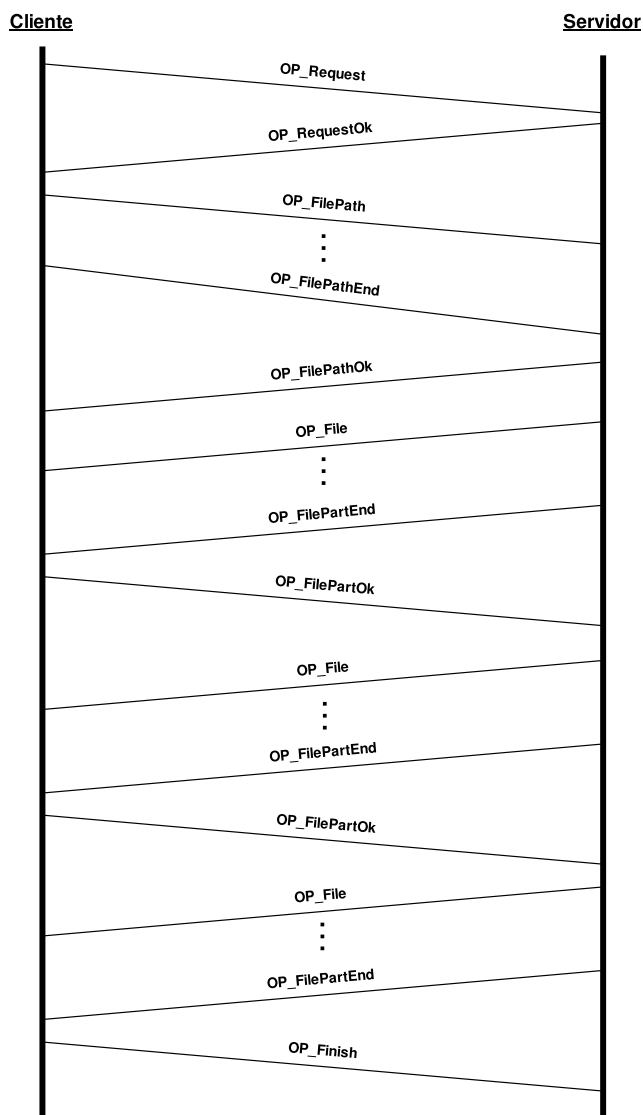 Cliente Servidor
OP_Request
OP_RequestOk
OP_FilePath
OP_FilePathEnd
OP_FilePathOk
OP_File
OP_FilePartEnd
OP_FilePartOk
OP_File
OP_FilePartEnd
OP_FilePartOk
OP_File
OP_FilePartEnd
OP_Finish